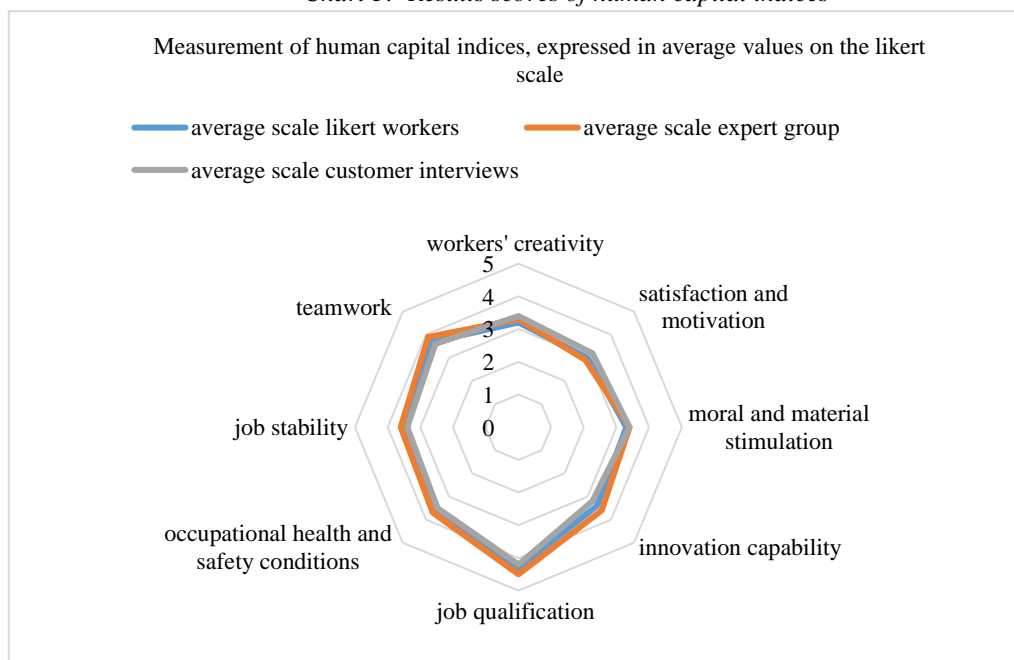 Measurement of human capital indices, expressed in average values on the likert
scale
average scale likert workers
average scale expert group
average scale customer interviews
workers' creativity
5
4
3
2
1
0
satisfaction and
motivation
moral and material
stimulation
innovation capability
job qualification
occupational health and
safety conditions
job stability
teamwork